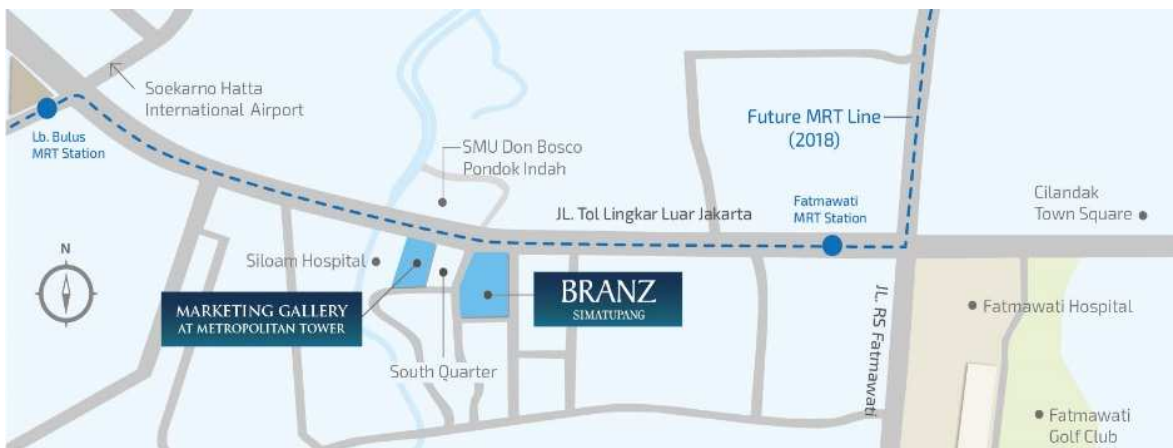 Soekarno Hatta
International Airport
Lb. Bulus
MRT Station
SMU Don Bosco
Pondok Indah
Future MRT Line
(2018)
JL. Tol Lingkar Luar Jakarta
Fatmawati
MRT Station
Cilandak
Town Square
N
Siloam Hospital
MARKETING GALLERY
AT METROPOLITAN TOWER
BRANZ
SIMATUPANG
South Quarter
JL. RS Fatmawati
Fatmawati Hospital
Fatmawati
Golf Club